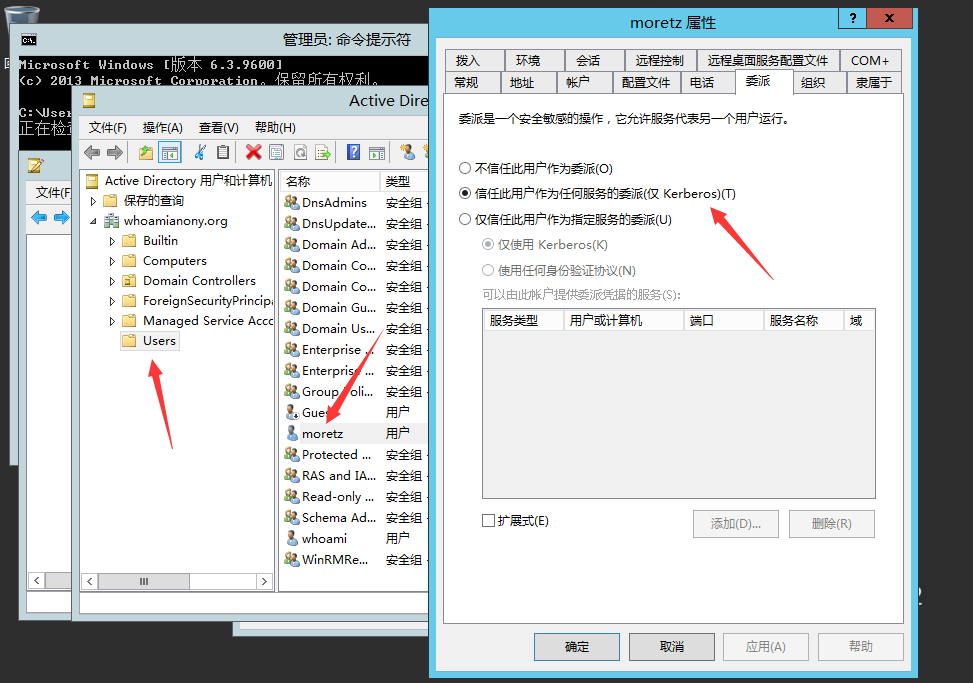 管理员: 命令提示符
Microsoft Windows [版本 6.3.9600]
(c) 2013 Microsoft Corporation。保留所有权利。
C:\User
正在检
文件(F
Active Dire
文件(F) 操作(A) 查看(V) 帮助(H)
Active Directory 用户和计算机
保存的查询
whoamianony.org
Builtin
Computers
Domain Controllers
ForeignSecurityPrincipa
Managed Service Acco
Users
名称 类型
DnsAdmins 安全组
DnsUpdate... 安全组
Domain Ad... 安全组
Domain Co... 安全组
Domain Co... 安全组
Domain Gu... 安全组
Domain Us... 安全组
Enterprise ... 安全组
Enterprise ... 安全组
Group Poli... 安全组
Gues 用户
moretz 用户
Protected ... 安全组
RAS and IA... 安全组
Read-only ... 安全组
Schema Ad... 安全组
whoami 用户
WinRMRe... 安全组
moretz 属性
? x
拨入 环境 会话 远程控制 远程桌面服务配置文件 COM+
常规 地址 帐户 配置文件 电话 委派 组织 隶属于
委派是一个安全敏感的操作，它允许服务代表另一个用户运行。
不信任此用户作为委派(O)
信任此用户作为任何服务的委派(仅 Kerberos)(T)
仅信任此用户作为指定服务的委派(U)
仅使用 Kerberos(K)
使用任何身份验证协议(N)
可以由此帐户提供委派凭据的服务(S):
服务类型 用户或计算机 端口 服务名称 域
扩展式(E)
添加(D)... 删除(R)
确定 取消 应用(A) 帮助